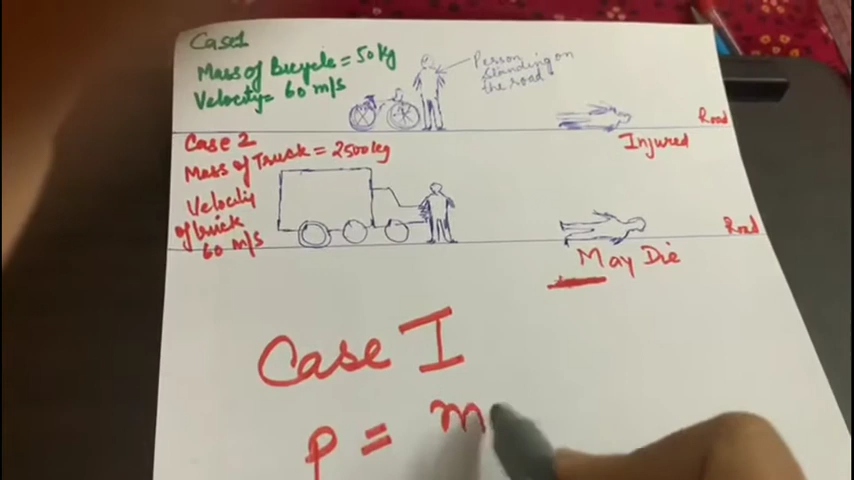 Case1
Mass of Bicycle = 50kg
Velocity = 60 m/s
Person
standing on
the road
Injured
Road
Case 2
Mass of Truck = 2500kg
Velocity
of truck
60 m/s
May Die
Road
Case I
P = m